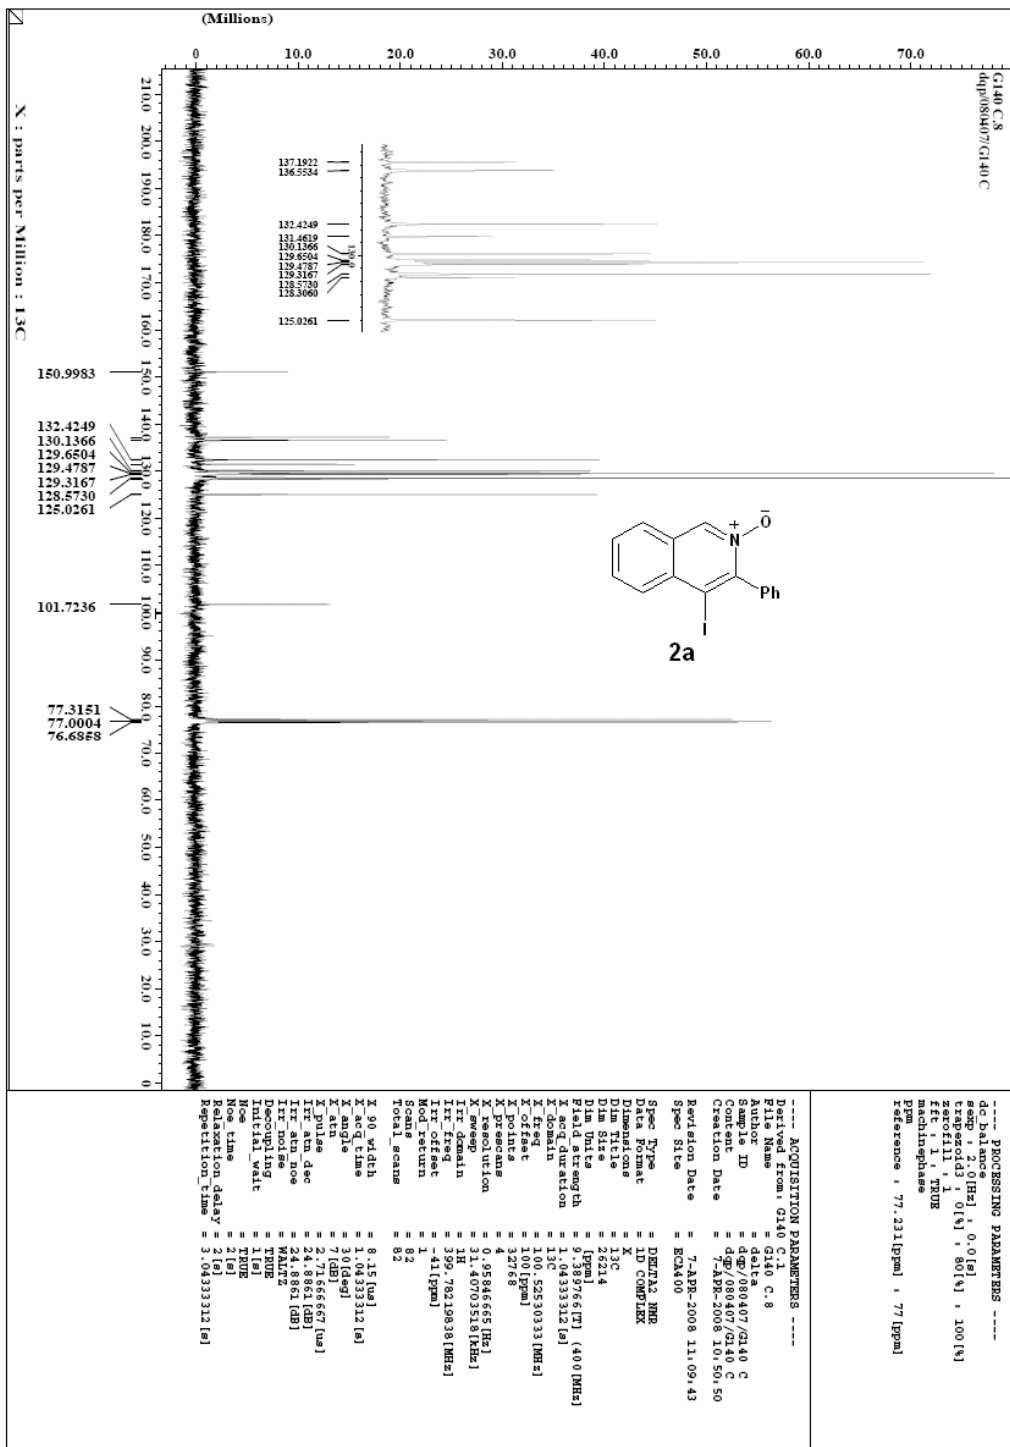 (Millions)
0 10.0 20.0 30.0 40.0 50.0 60.0 70.0
G140 C.8
dqp/080407/G140 C
210.0 200.0 190.0 180.0 170.0 160.0 150.0 140.0 130.0 120.0 110.0 100.0 90.0 80.0 70.0 60.0 50.0 40.0 30.0 20.0 10.0 0
X : parts per Million : 13C
137.1922
136.5534
132.4249
131.4619
130.1366
129.6504
129.4787
129.3167
128.5730
128.3060
125.0261
130.0
150.9983
132.4249
130.1366
129.6504
129.4787
129.3167
128.5730
125.0261
101.7236
77.3151
77.0004
76.6858
O
−
+
N
Ph
I
2a
---- PROCESSING PARAMETERS ----
dc_balance
sexp : 2.0[Hz] : 0.0[s]
trapezoid3 : 0[%] : 80[%] : 100[%]
zerofill : 1
fft : 1 : TRUE
machinephase
ppm
reference : 77.231[ppm] : 77[ppm]
---- ACQUISITION PARAMETERS ----
Derived from: G140 C.1
File Name = G140 C.8
Author = delta
Sample ID = dqp/080407/G140 C
Content = dqp/080407/G140 C
Creation Date = 7-APR-2008 10:50:50
Revision Date = 7-APR-2008 11:09:43
Spec Site = ECA400
Spec Type = DELTA2 NMR
Data Format = 1D COMPLEX
Dimensions = X
Dim Title = 13C
Dim Size = 26214
Dim Units = [ppm]
Field_strength = 9.389766[T] (400[MHz])
X_acq_duration = 1.04333312[s]
X_domain = 13C
X_freq = 100.52530333[MHz]
X_offset = 100[ppm]
X_points = 32768
X_prescans = 4
X_resolution = 0.95846665[Hz]
X_sweep = 31.40703518[kHz]
Irr_domain = 1H
Irr_freq = 399.78219838[MHz]
Irr_offset = -41[ppm]
Mod_return = 1
Scans = 82
Total_scans = 82
X_90_width = 8.15[us]
X_acq_time = 1.04333312[s]
X_angle = 30[deg]
X_atn = 7[dB]
X_pulse = 2.71666667[us]
Irr_atn_dec = 24.8861[dB]
Irr_atn_noe = 24.8861[dB]
Irr_noise = WALTZ
Decoupling = TRUE
Initial_wait = 1[s]
Noe = TRUE
Noe_time = 2[s]
Relaxation_delay = 2[s]
Repetition_time = 3.04333312[s]